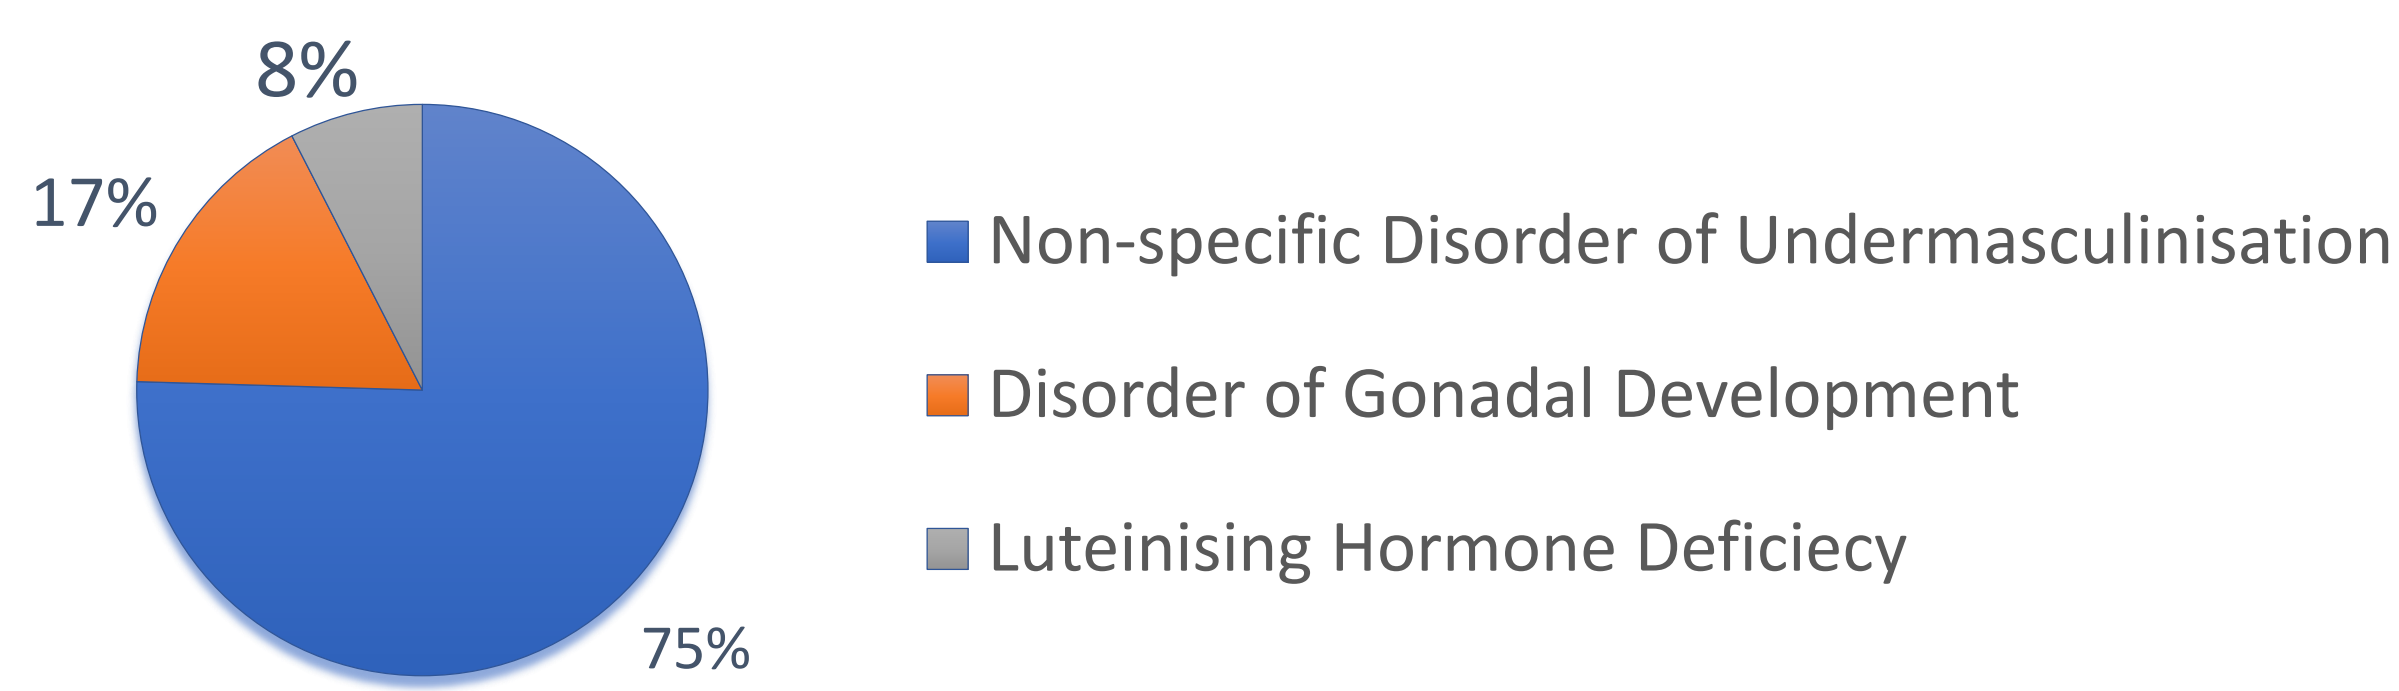 8%
17%
75%
Non-specific Disorder of Undermasculinisation
Disorder of Gonadal Development
Luteinising Hormone Deficiecy